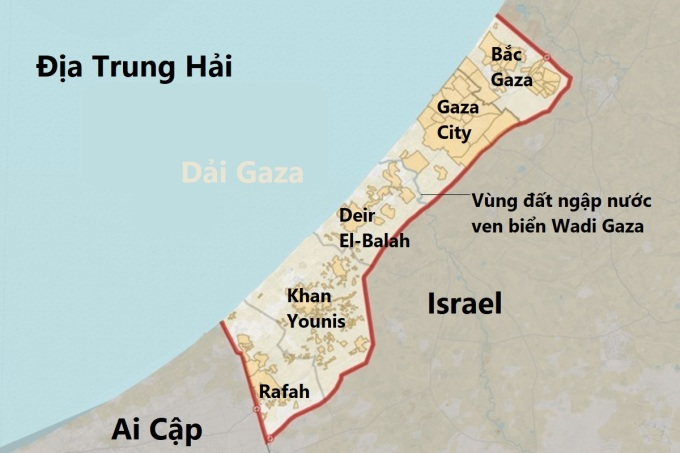 Địa Trung Hải
Bắc
Gaza
Gaza
City
Dải Gaza
Vùng đất ngập nước
ven biển Wadi Gaza
Deir
El-Balah
Khan
Younis
Israel
Rafah
Ai Cập